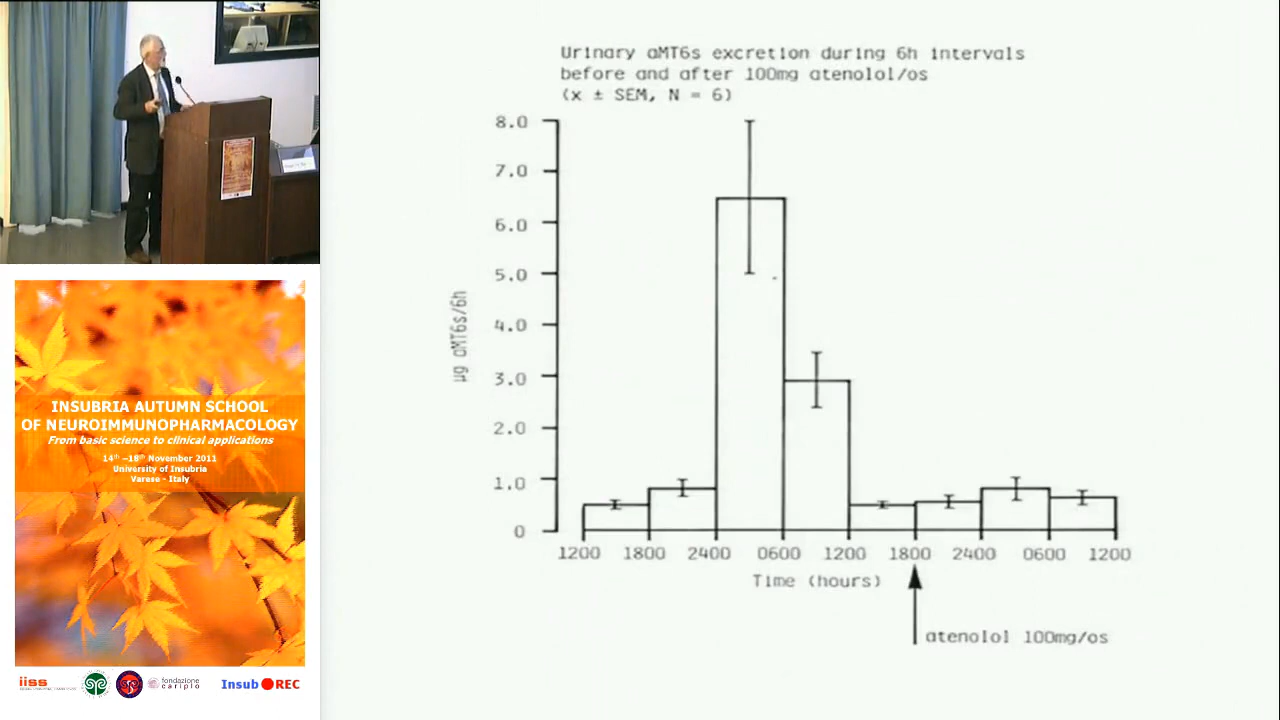 Urinary aMT6s excretion during 6h intervals
before and after 100mg atenolol/os
(x ± SEM, N = 6)
8.0
7.0
6.0
5.0
4.0
3.0
2.0
1.0
0
µg aMT6s/6h
1200 1800 2400 0600 1200 1800 2400 0600 1200
Time (hours)
atenolol 100mg/os
INSUBRIA AUTUMN SCHOOL
OF NEUROIMMUNOPHARMACOLOGY
From basic science to clinical applications
14th –18th November 2011
University of Insubria
Varese - Italy
iiss
fondazione
cariplo
Insub REC